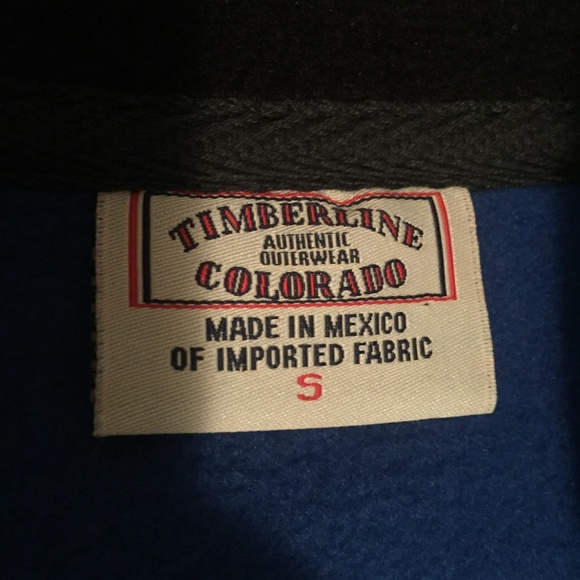 TIMBERLINE
AUTHENTIC
OUTERWEAR
COLORADO
MADE IN MEXICO
OF IMPORTED FABRIC
S